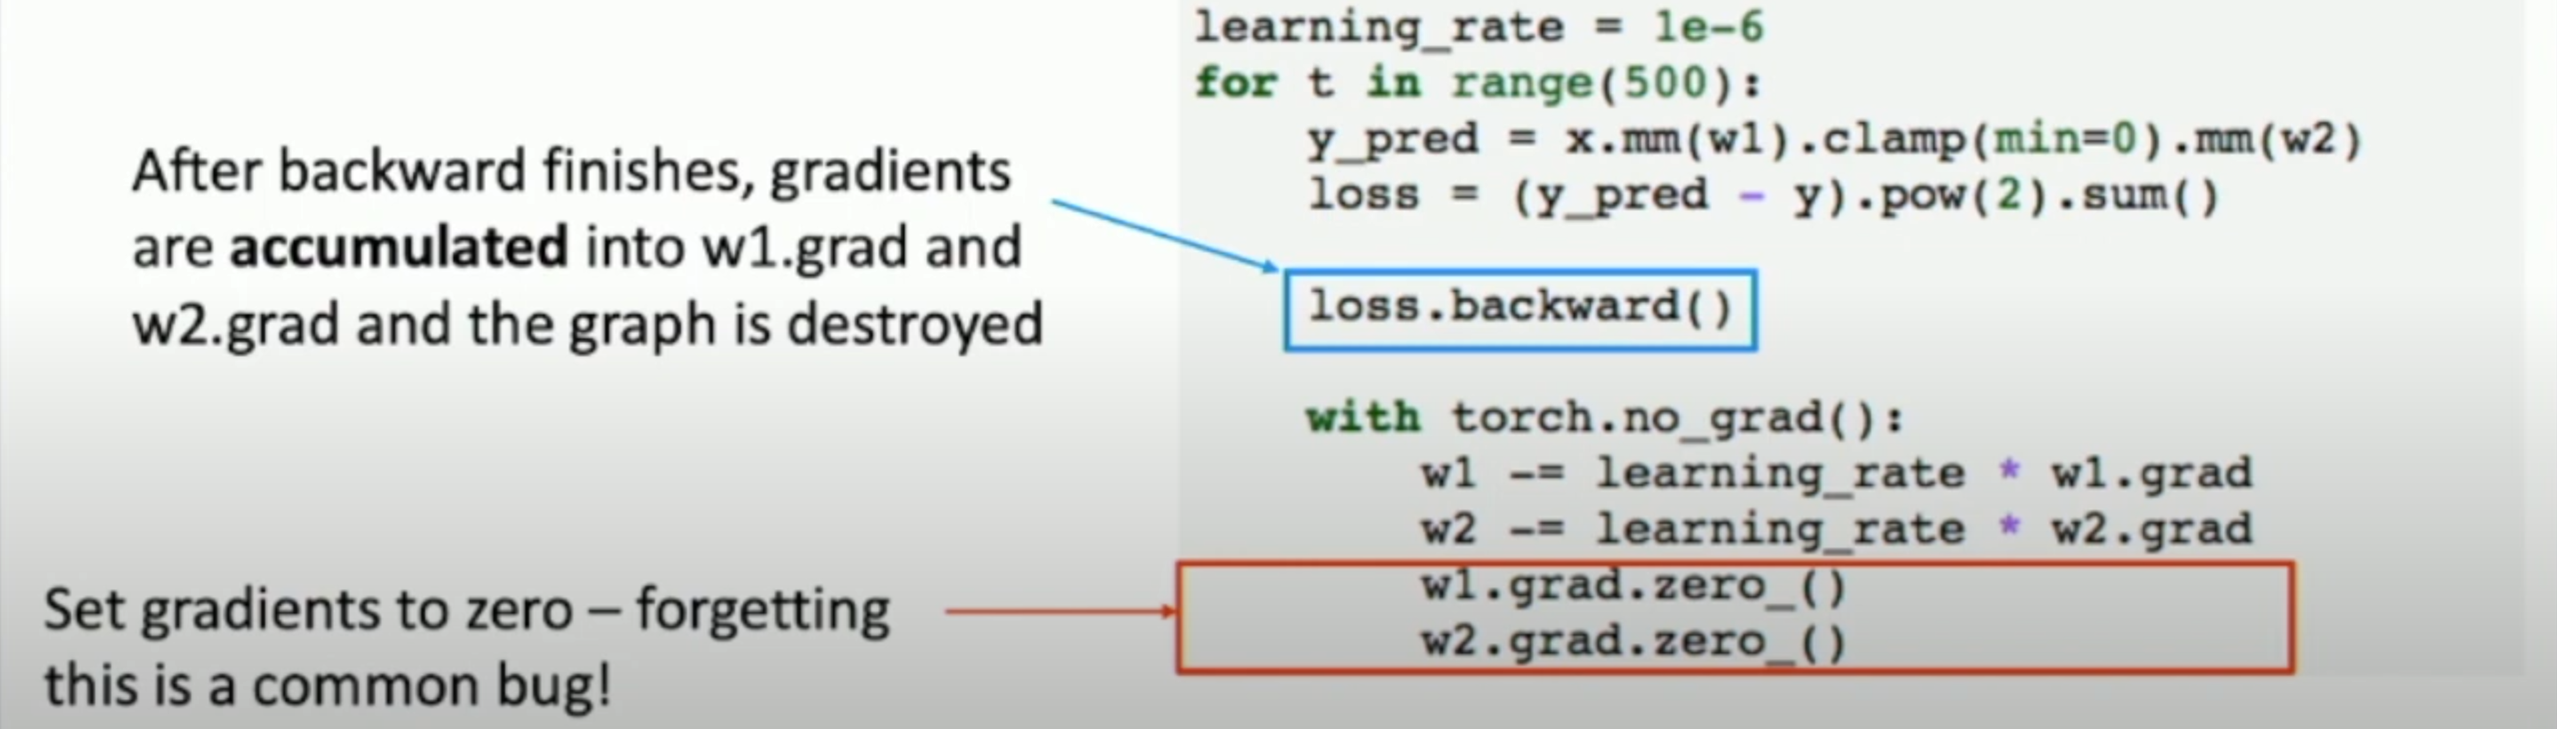 learning_rate = 1e-6
for t in range(500):
    y_pred = x.mm(w1).clamp(min=0).mm(w2)
    loss = (y_pred - y).pow(2).sum()
After backward finishes, gradients
are accumulated into w1.grad and
w2.grad and the graph is destroyed
    loss.backward()
    with torch.no_grad():
        w1 -= learning_rate * w1.grad
        w2 -= learning_rate * w2.grad
Set gradients to zero – forgetting
this is a common bug!
        w1.grad.zero_()
        w2.grad.zero_()